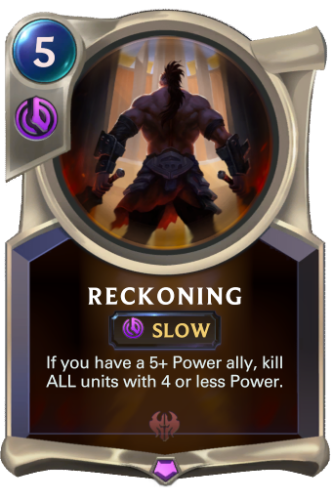 5
RECKONING
SLOW
If you have a 5+ Power ally, kill
ALL units with 4 or less Power.